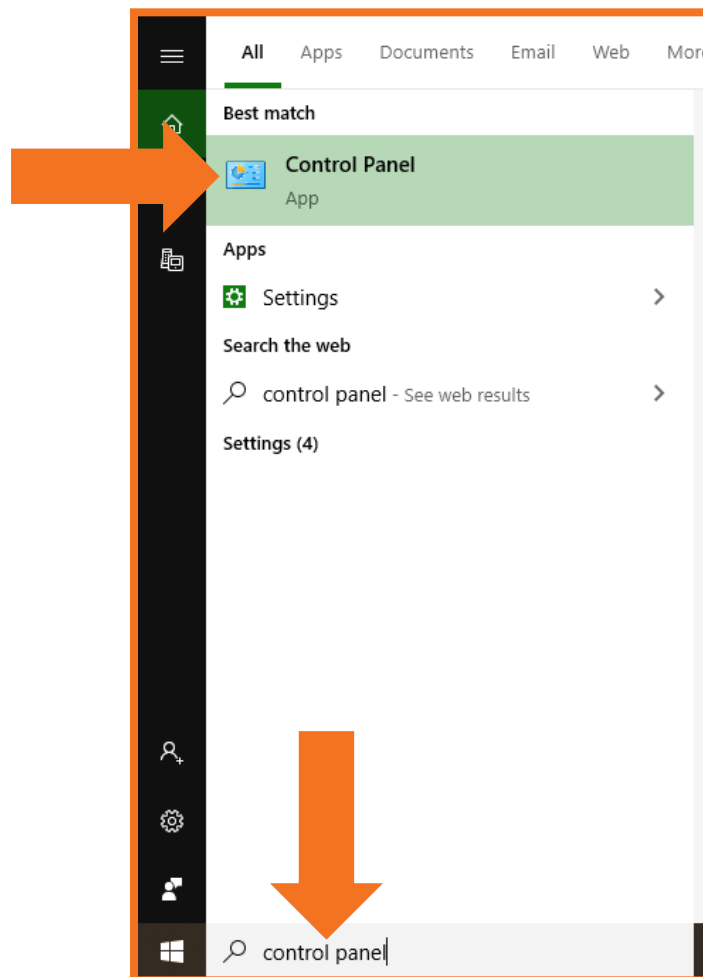 All Apps Documents Email Web More
Best match
Control Panel
App
Apps
Settings
Search the web
control panel - See web results
Settings (4)
control panel